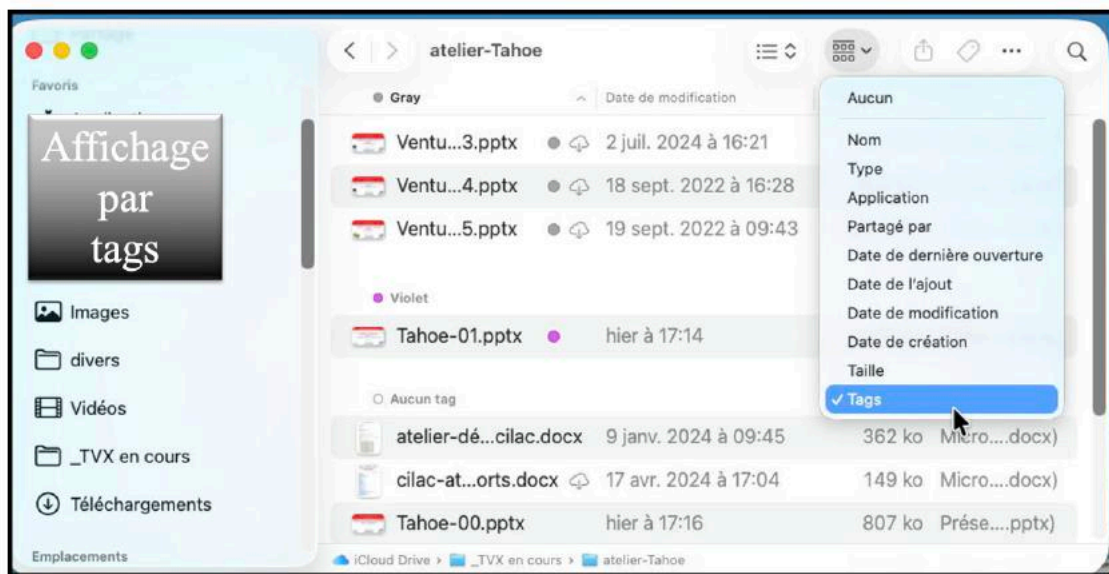 atelier-Tahoe
Favoris
Affichage
par
tags
Images
divers
Vidéos
_TVX en cours
Téléchargements
Emplacements
Gray Date de modification
Ventu...3.pptx 2 juil. 2024 à 16:21
Ventu...4.pptx 18 sept. 2022 à 16:28
Ventu...5.pptx 19 sept. 2022 à 09:43
Violet
Tahoe-01.pptx hier à 17:14
Aucun tag
atelier-dé...cilac.docx 9 janv. 2024 à 09:45 362 ko Micro....docx)
cilac-at...orts.docx 17 avr. 2024 à 17:04 149 ko Micro....docx)
Tahoe-00.pptx hier à 17:16 807 ko Prése....pptx)
iCloud Drive › _TVX en cours › atelier-Tahoe
Aucun
Nom
Type
Application
Partagé par
Date de dernière ouverture
Date de l'ajout
Date de modification
Date de création
Taille
✓ Tags